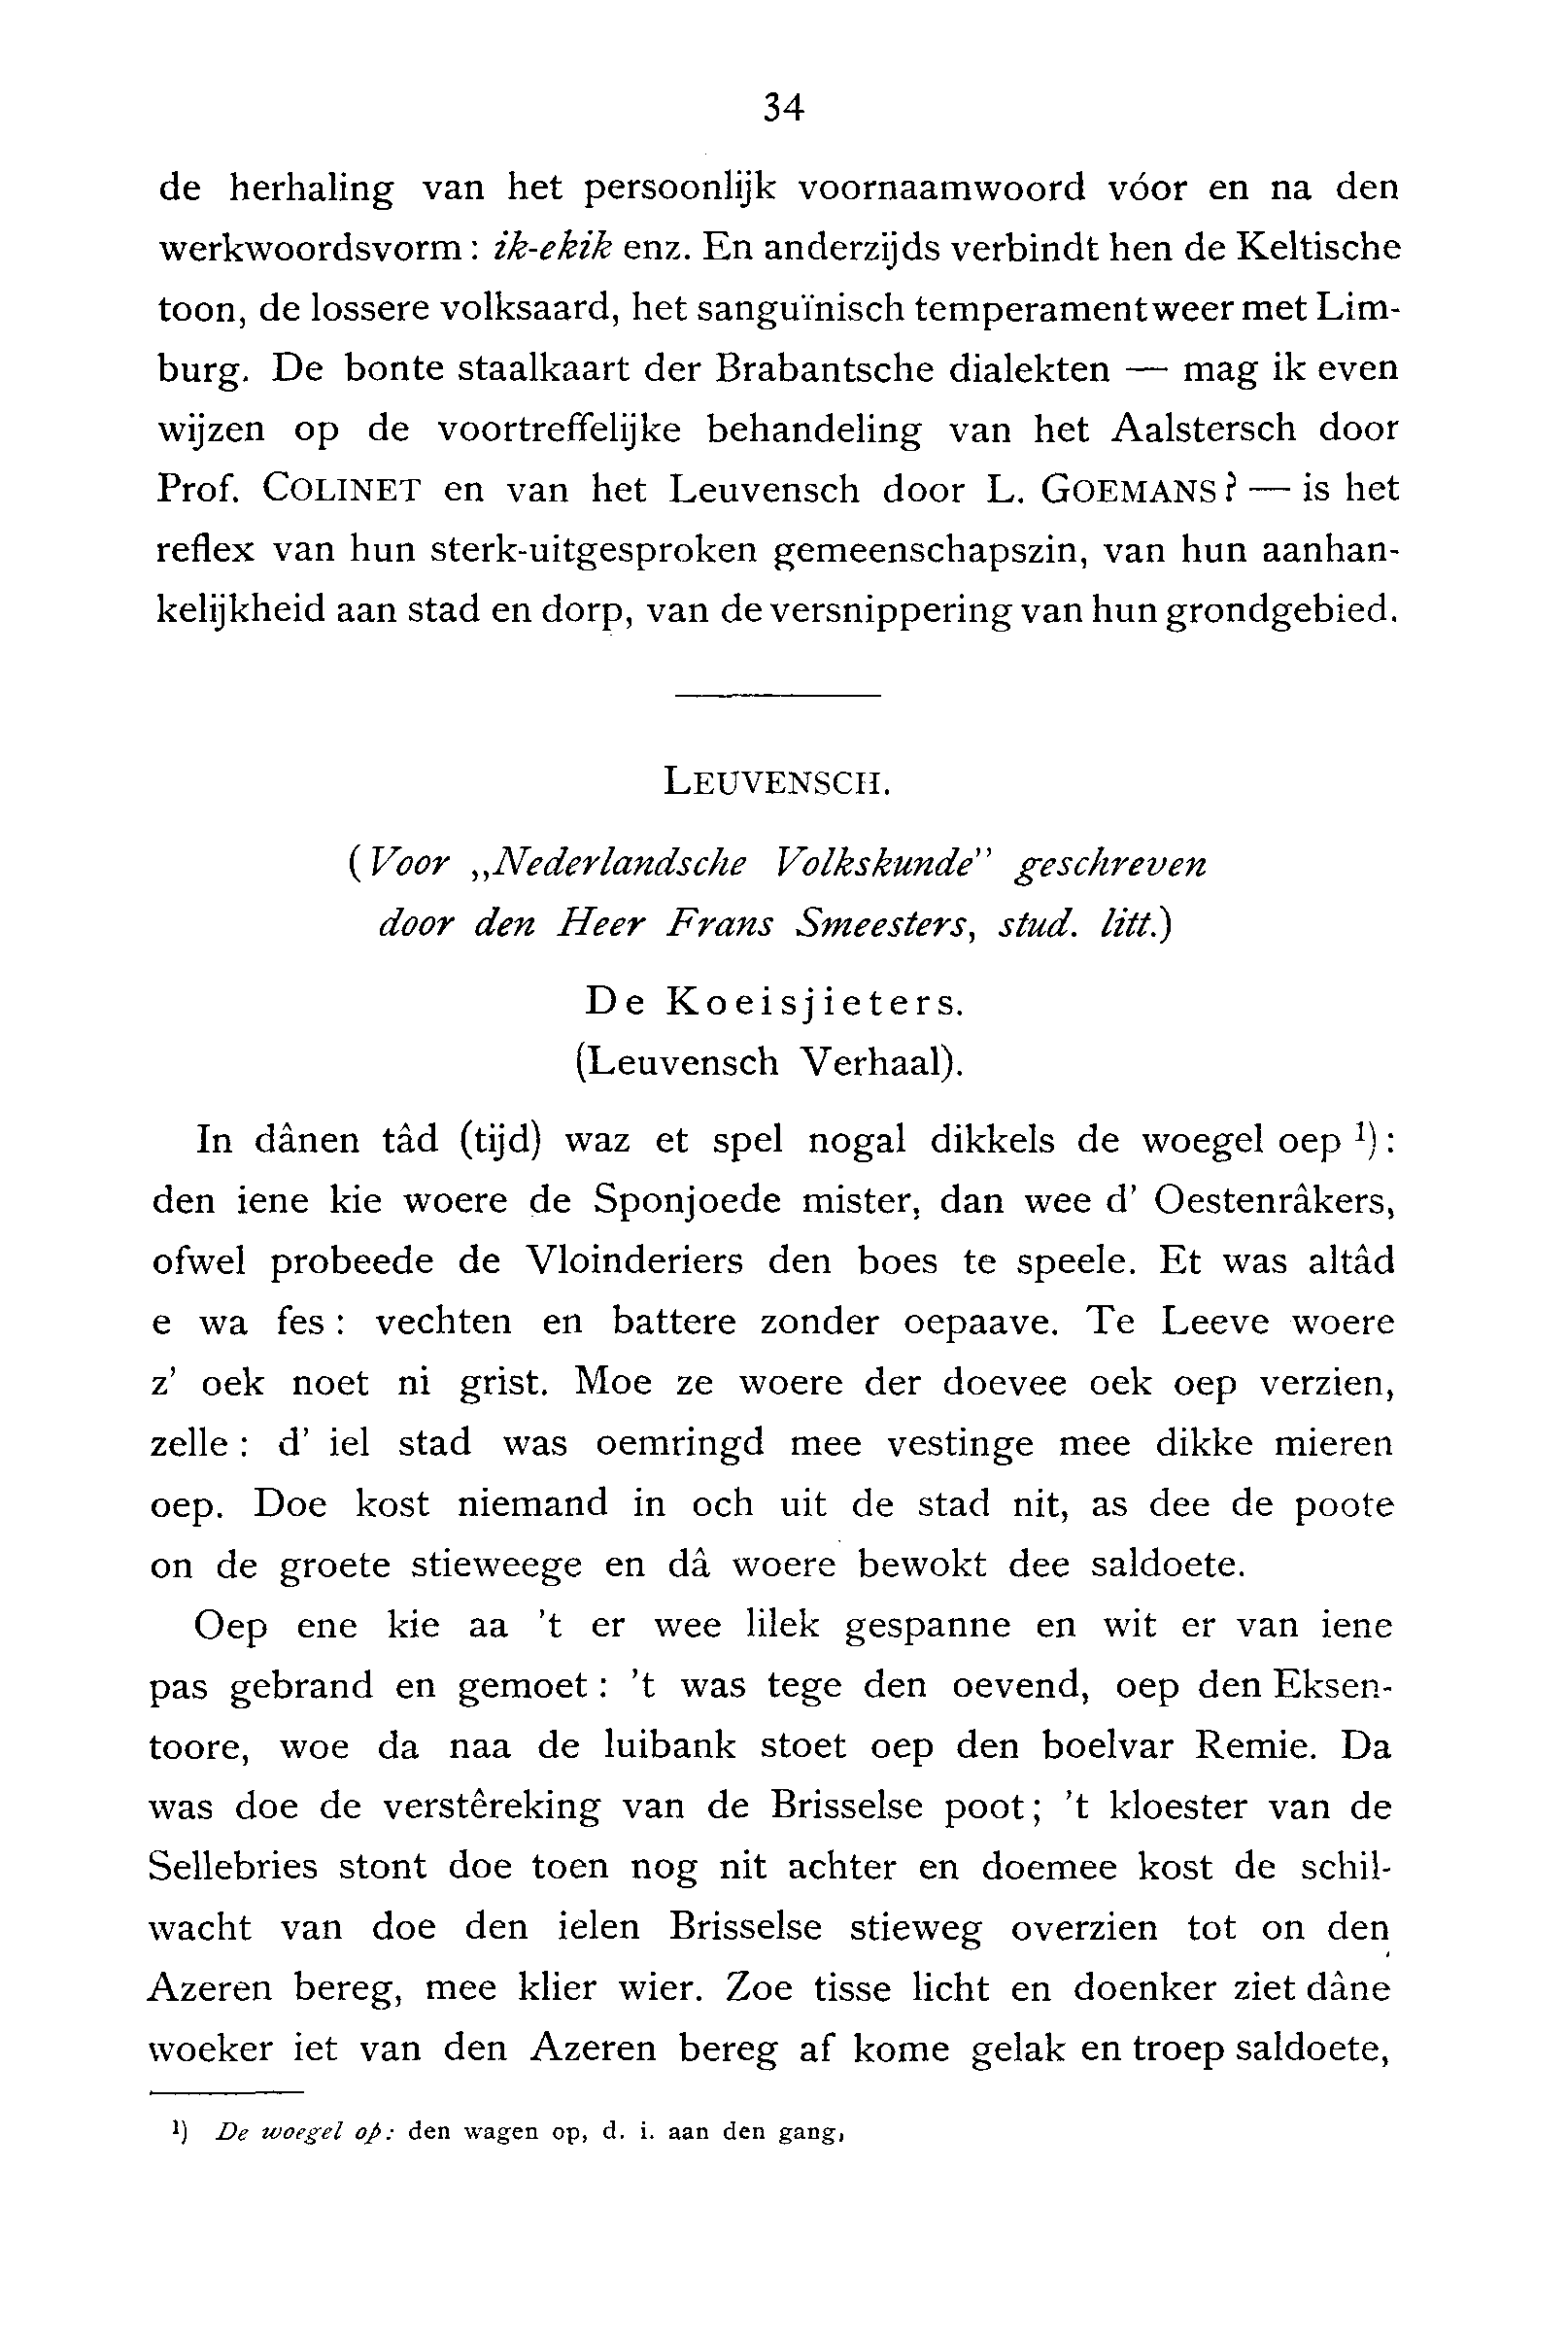 34
de herhaling van het persoonlijk voornaamwoord vóor en na den
werkwoordsvorm: ik-ekik enz. En anderzijds verbindt hen de Keltische
toon, de lossere volksaard, het sanguïnisch temperament weer met Lim-
burg. De bonte staalkaart der Brabantsche dialekten — mag ik even
wijzen op de voortreffelijke behandeling van het Aalstersch door
Prof. COLINET en van het Leuvensch door L. GOEMANS? — is het
reflex van hun sterk-uitgesproken gemeenschapszin, van hun aanhan-
kelijkheid aan stad en dorp, van de versnippering van hun grondgebied.
LEUVENSCH.
(Voor „Nederlandsche Volkskunde” geschreven
door den Heer Frans Smeesters, stud. litt.)
De Koeisjieters.
(Leuvensch Verhaal).
In dânen tâd (tijd) waz et spel nogal dikkels de woegel oep ¹):
den iene kie woere de Sponjoede mister, dan wee d’ Oestenrâkers,
ofwel probeede de Vloinderiers den boes te speele. Et was altâd
e wa fes: vechten en battere zonder oepaave. Te Leeve woere
z’ oek noet ni grist. Moe ze woere der doevee oek oep verzien,
zelle: d’ iel stad was oemringd mee vestinge mee dikke mieren
oep. Doe kost niemand in och uit de stad nit, as dee de poote
on de groete stieweege en dâ woere bewokt dee saldoete.
Oep ene kie aa ’t er wee lilek gespanne en wit er van iene
pas gebrand en gemoet: ’t was tege den oevend, oep den Eksen-
toore, woe da naa de luibank stoet oep den boelvar Remie. Da
was doe de verstêreking van de Brisselse poot; ’t kloester van de
Sellebries stont doe toen nog nit achter en doemee kost de schil-
wacht van doe den ielen Brisselse stieweg overzien tot on den
Azeren bereg, mee klier wier. Zoe tisse licht en doenker ziet dâne
woeker iet van den Azeren bereg af kome gelak en troep saldoete,
¹) De woegel op: den wagen op, d. i. aan den gang,